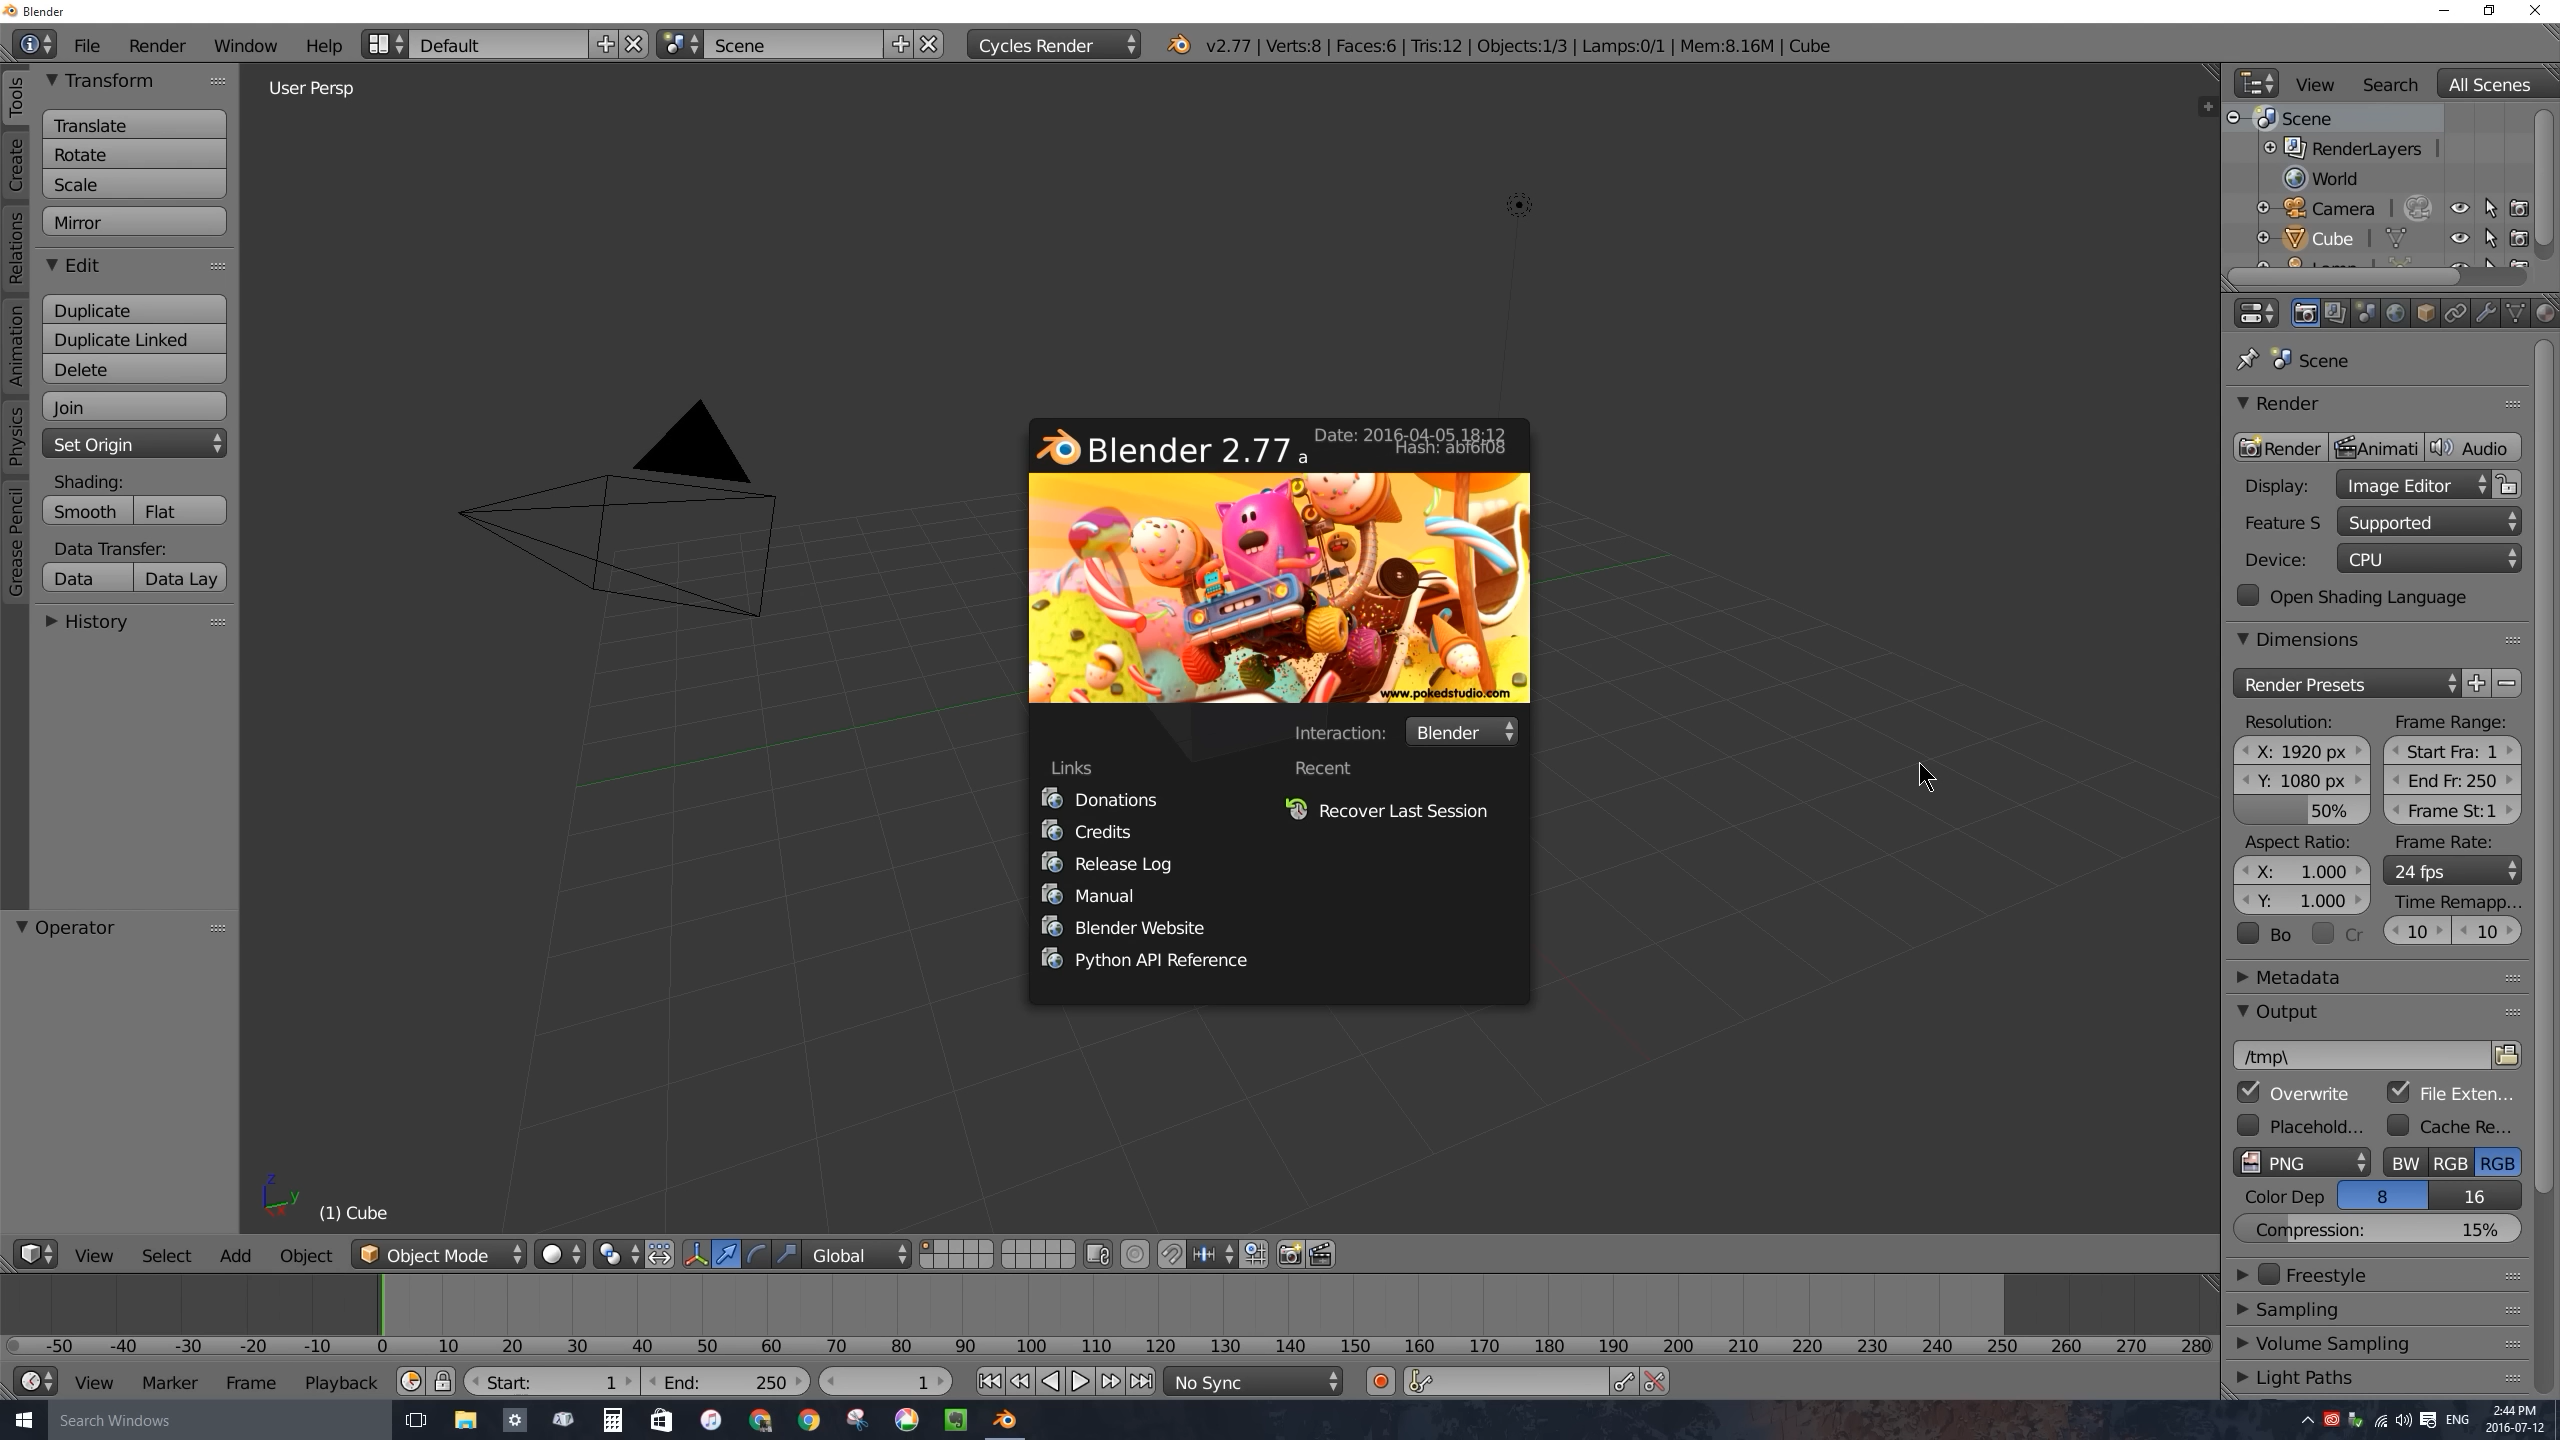 Blender
File Render Window Help Default Scene Cycles Render v2.77 | Verts:8 | Faces:6 | Tris:12 | Objects:1/3 | Lamps:0/1 | Mem:8.16M | Cube
Tools
Create
Relations
Animation
Physics
Grease Pencil
Transform
Translate
Rotate
Scale
Mirror
Edit
Duplicate
Duplicate Linked
Delete
Join
Set Origin
Shading:
Smooth Flat
Data Transfer:
Data Data Lay
History
Operator
User Persp
Blender 2.77 a
Date: 2016-04-05 18:12
Hash: abf6f08
www.pokedstudio.com
Interaction: Blender
Links
Donations
Credits
Release Log
Manual
Blender Website
Python API Reference
Recent
Recover Last Session
z
y
(1) Cube
View Select Add Object Object Mode Global
-50 -40 -30 -20 -10 0 10 20 30 40 50 60 70 80 90 100 110 120 130 140 150 160 170 180 190 200 210 220 230 240 250 260 270 280
View Marker Frame Playback Start: 1 End: 250 1 No Sync
View Search All Scenes
Scene
RenderLayers
World
Camera
Cube
Scene
Render
Render Animati Audio
Display: Image Editor
Feature S Supported
Device: CPU
Open Shading Language
Dimensions
Render Presets
Resolution: Frame Range:
X: 1920 px Start Fra: 1
Y: 1080 px End Fr: 250
50% Frame St: 1
Aspect Ratio: Frame Rate:
X: 1.000 24 fps
Y: 1.000 Time Remapp...
Bo Cr 10 10
Metadata
Output
/tmp\
Overwrite File Exten...
Placehold... Cache Re...
PNG BW RGB RGB
Color Dep 8 16
Compression: 15%
Freestyle
Sampling
Volume Sampling
Light Paths
Search Windows
ENG
2:44 PM
2016-07-12